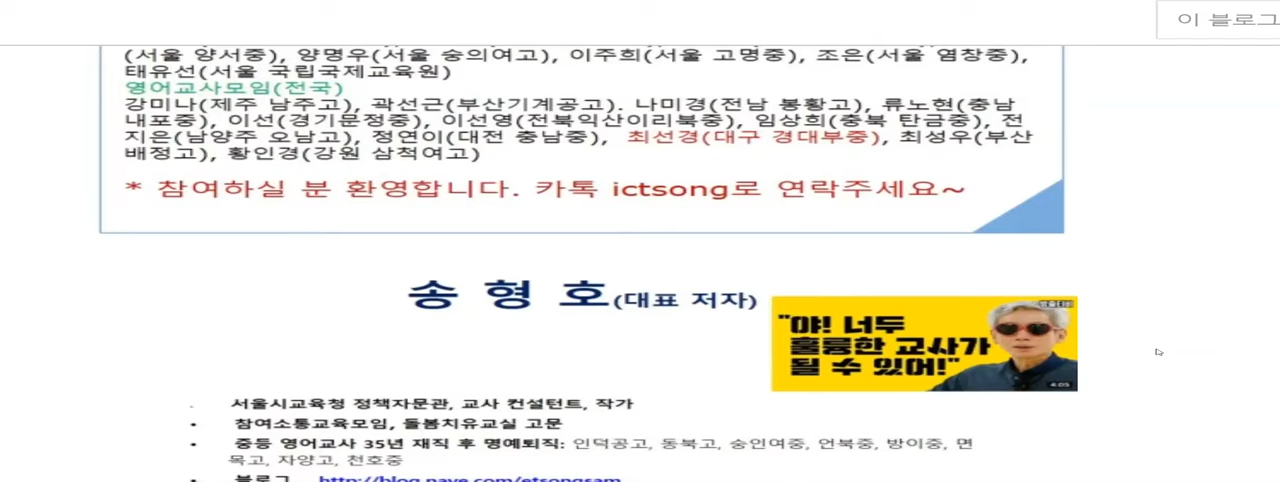 이 블로그
(서울 양서중), 양명우(서울 숭의여고), 이주희(서울 고명중), 조은(서울 염창중),
태유선(서울 국립국제교육원)
영어교사모임(전국)
강미나(제주 남주고), 곽선근(부산기계공고). 나미경(전남 봉황고), 류노현(충남
내포중), 이선(경기문정중), 이선영(전북익산이리북중), 임상희(충북 탄금중), 전
지은(남양주 오남고), 정연이(대전 충남중), 최선경(대구 경대부중), 최성우(부산
배정고), 황인경(강원 삼척여고)
* 참여하실 분 환영합니다. 카톡 ictsong로 연락주세요~
송 형 호(대표 저자)
"야! 너두
훌륭한 교사가
될 수 있어!"
4:05
서울시교육청 정책자문관, 교사 컨설턴트, 작가
• 참여소통교육모임, 돌봄치유교실 고문
• 중등 영어교사 35년 재직 후 명예퇴직: 인덕공고, 동북고, 숭인여중, 언북중, 방이중, 면
목고, 자양고, 천호중
• 블로그 http://blog.nave.com/etsongsam